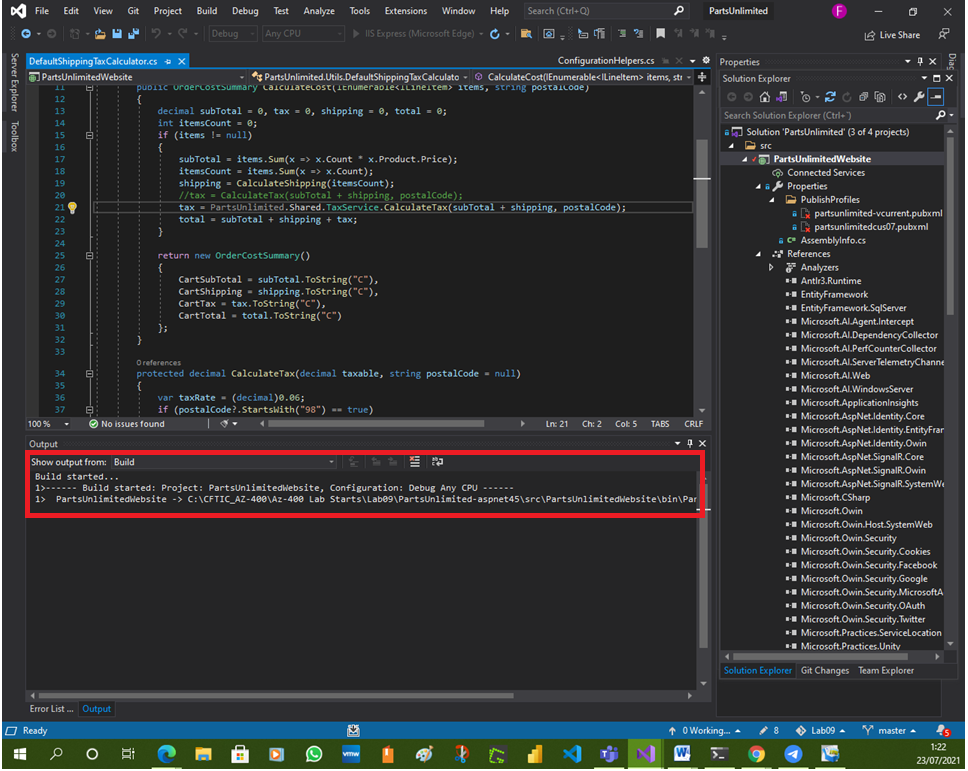 File Edit View Git Project Build Debug Test Analyze Tools Extensions Window Help Search (Ctrl+Q) PartsUnlimited F
Debug Any CPU IIS Express (Microsoft Edge) Live Share
DefaultShippingTaxCalculator.cs ConfigurationHelpers.cs
PartsUnlimitedWebsite PartsUnlimited.Utils.DefaultShippingTaxCalculato CalculateCost(IEnumerable<ILineItem> items, str
11 public OrderCostSummary CalculateCost(IEnumerable<ILineItem> items, string postalCode)
12 {
13 decimal subTotal = 0, tax = 0, shipping = 0, total = 0;
14 int itemsCount = 0;
15 if (items != null)
16 {
17 subTotal = items.Sum(x => x.Count * x.Product.Price);
18 itemsCount = items.Sum(x => x.Count);
19 shipping = CalculateShipping(itemsCount);
20 //tax = CalculateTax(subTotal + shipping, postalCode);
21 tax = PartsUnlimited.Shared.TaxService.CalculateTax(subTotal + shipping, postalCode);
22 total = subTotal + shipping + tax;
23 }
24
25 return new OrderCostSummary()
26 {
27 CartSubTotal = subTotal.ToString("C"),
28 CartShipping = shipping.ToString("C"),
29 CartTax = tax.ToString("C"),
30 CartTotal = total.ToString("C")
31 };
32 }
33
0 references
34 protected decimal CalculateTax(decimal taxable, string postalCode = null)
35 {
36 var taxRate = (decimal)0.06;
37 if (postalCode?.StartsWith("98") == true)
100 % No issues found Ln: 21 Ch: 2 Col: 5 TABS CRLF
Output
Show output from: Build
Build started...
1>------ Build started: Project: PartsUnlimitedWebsite, Configuration: Debug Any CPU ------
1> PartsUnlimitedWebsite -> C:\CFTIC_AZ-400\Az-400 Lab Starts\Lab09\PartsUnlimited-aspnet45\src\PartsUnlimitedWebsite\bin\Par
Error List ... Output
Server Explorer
Toolbox
Properties
Solution Explorer
Search Solution Explorer (Ctrl+')
Solution 'PartsUnlimited' (3 of 4 projects)
src
PartsUnlimitedWebsite
Connected Services
Properties
PublishProfiles
partsunlimited-vcurrent.pubxml
partsunlimitedcus07.pubxml
AssemblyInfo.cs
References
Analyzers
Antlr3.Runtime
EntityFramework
EntityFramework.SqlServer
Microsoft.AI.Agent.Intercept
Microsoft.AI.DependencyCollector
Microsoft.AI.PerfCounterCollector
Microsoft.AI.ServerTelemetryChanne
Microsoft.AI.Web
Microsoft.AI.WindowsServer
Microsoft.ApplicationInsights
Microsoft.AspNet.Identity.Core
Microsoft.AspNet.Identity.EntityFran
Microsoft.AspNet.Identity.Owin
Microsoft.AspNet.SignalR.Core
Microsoft.AspNet.SignalR.Owin
Microsoft.AspNet.SignalR.SystemWe
Microsoft.CSharp
Microsoft.Owin
Microsoft.Owin.Host.SystemWeb
Microsoft.Owin.Security
Microsoft.Owin.Security.Cookies
Microsoft.Owin.Security.Facebook
Microsoft.Owin.Security.Google
Microsoft.Owin.Security.MicrosoftA
Microsoft.Owin.Security.OAuth
Microsoft.Owin.Security.Twitter
Microsoft.Practices.ServiceLocation
Microsoft.Practices.Unity
Solution Explorer Git Changes Team Explorer
Diag
Ready 0 Working... 8 Lab09 master 5
vmw
1:22
23/07/2021